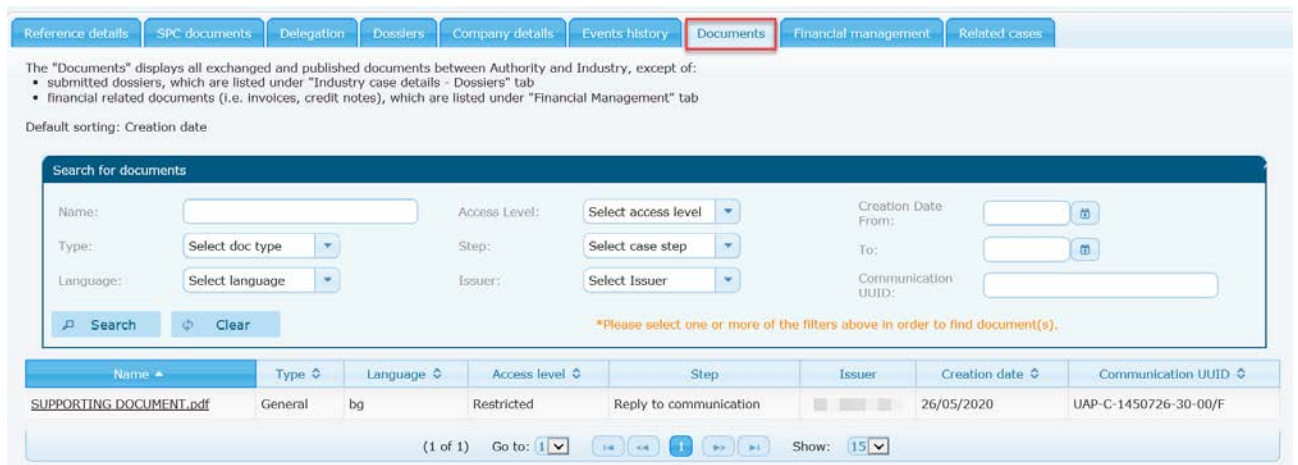 Reference details SPC documents Delegation Dossiers Company details Events history Documents Financial management Related cases
The "Documents" displays all exchanged and published documents between Authority and Industry, except of:
• submitted dossiers, which are listed under "Industry case details - Dossiers" tab
• financial related documents (i.e. invoices, credit notes), which are listed under "Financial Management" tab
Default sorting: Creation date
Search for documents
Name: Access Level: Select access level Creation Date From:
Type: Select doc type Step: Select case step To:
Language: Select language Issuer: Select Issuer Communication UUID:
Search Clear *Please select one or more of the filters above in order to find document(s).
Name Type Language Access level Step Issuer Creation date Communication UUID
SUPPORTING DOCUMENT.pdf General bg Restricted Reply to communication 26/05/2020 UAP-C-1450726-30-00/F
(1 of 1) Go to: 1 1 Show: 15